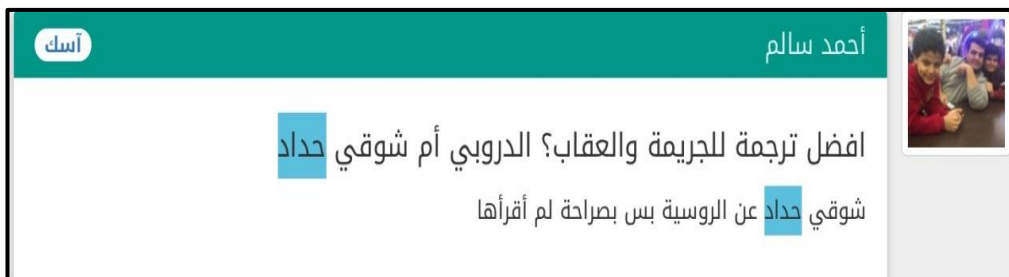 أحمد سالم
آسك
افضل ترجمة للجريمة والعقاب؟ الدروبي أم شوقي حداد
شوقي حداد عن الروسية بس بصراحة لم أقرأها